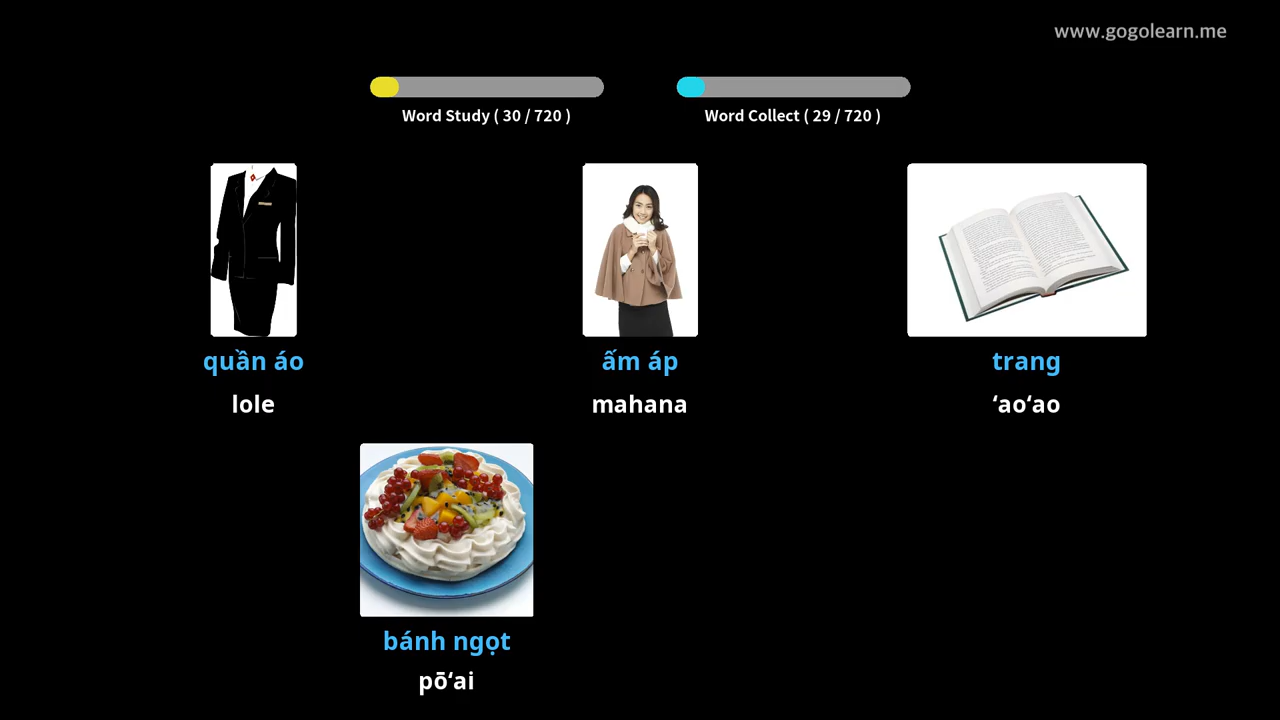 www.gogolearn.me
Word Study ( 30 / 720 )
Word Collect ( 29 / 720 )
quần áo
ấm áp
trang
lole
mahana
ʻaoʻao
bánh ngọt
pōʻai